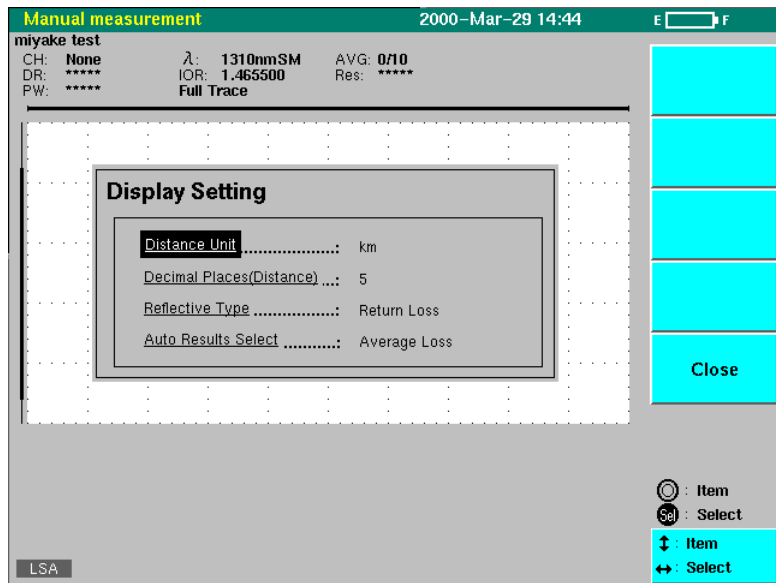 Manual measurement 2000-Mar-29 14:44 E F
miyake test
CH: None λ: 1310nmSM AVG: 0/10
DR: ***** IOR: 1.465500 Res: *****
PW: ***** Full Trace
Display Setting
Distance Unit...................: km
Decimal Places(Distance)...: 5
Reflective Type ................: Return Loss
Auto Results Select ...........: Average Loss
Close
: Item
Sel : Select
↕ : Item
↔ : Select
LSA